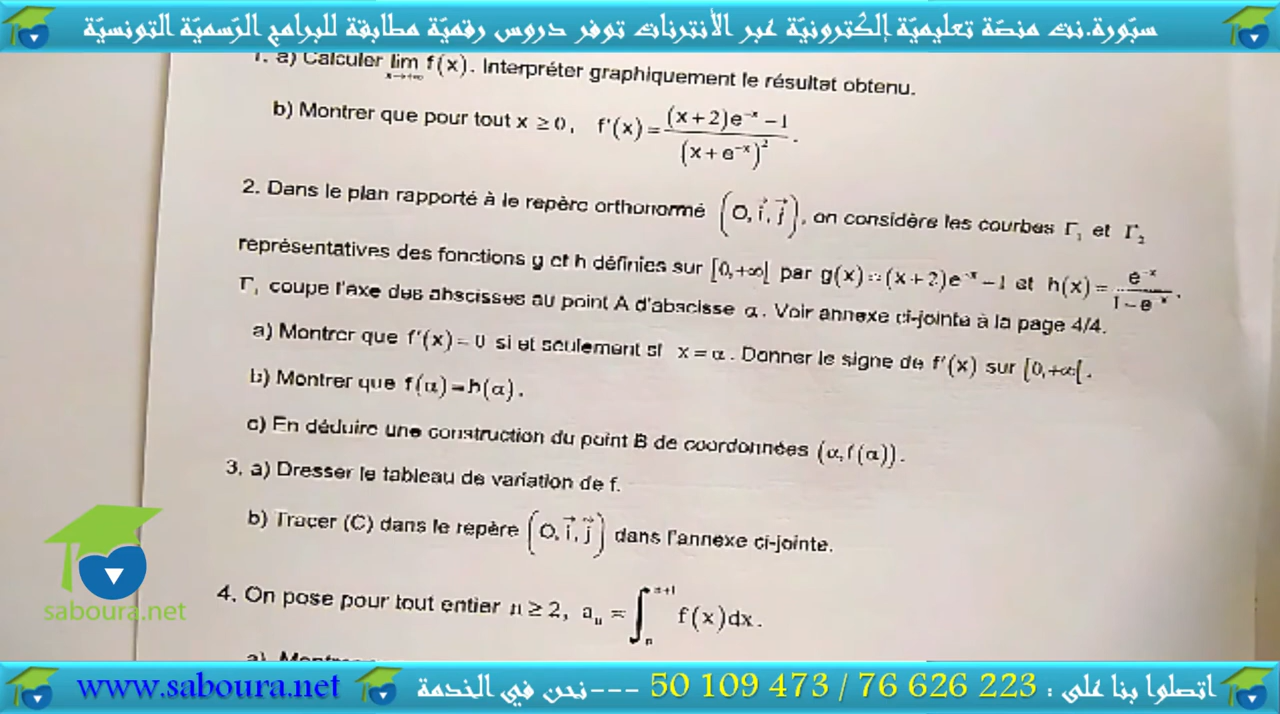 سبّورة.نت منصّة تعليميّة إلكترونيّة عبر الأنترنات توفر دروس رقميّة مطابقة للبرامج الرّسميّة التونسيّة
1. a) Calculer lim x→+∞ f(x). Interpréter graphiquement le résultat obtenu.
b) Montrer que pour tout x ≥ 0, f'(x) = ((x+2)e^{-x} − 1) / (x+e^{-x})^2.
2. Dans le plan rapporté à le repère orthonormé (O, i⃗, j⃗), on considère les courbes Γ₁ et Γ₂
représentatives des fonctions g et h définies sur [0,+∞[ par g(x) = (x+2)e^{-x} − 1 et h(x) = e^{-x} / (1 − e^{-x}).
Γ₁ coupe l'axe des abscisses au point A d'abscisse α. Voir annexe ci-jointe à la page 4/4.
a) Montrer que f'(x) = 0 si et seulement si x = α. Donner le signe de f'(x) sur [0,+∞[.
b) Montrer que f(α) = h(α).
c) En déduire une construction du point B de coordonnées (α, f(α)).
3. a) Dresser le tableau de variation de f.
b) Tracer (C) dans le repère (O, i⃗, j⃗) dans l'annexe ci-jointe.
saboura.net
4. On pose pour tout entier n ≥ 2, aₙ = ∫ₙⁿ⁺¹ f(x)dx.
www.saboura.net اتصلوا بنا على : 223 626 76 / 473 109 50 ---نحن في الخدمة